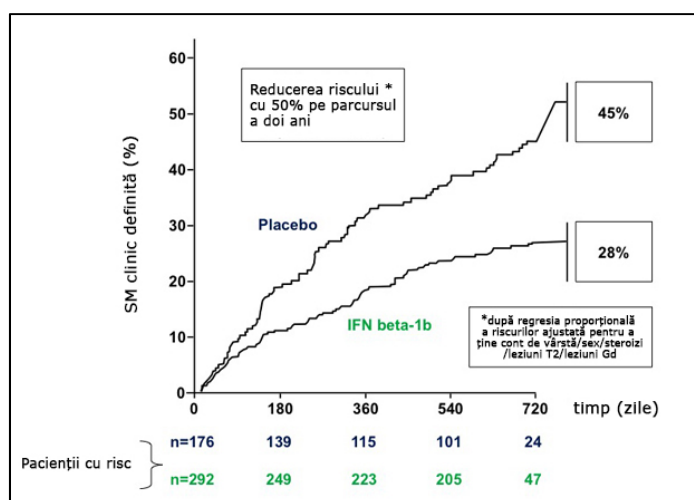 60
50
40
30
20
10
0
SM clinic definită (%)
Reducerea riscului *
cu 50% pe parcursul
a doi ani
45%
Placebo
28%
IFN beta-1b
*după regresia proporțională
a riscurilor ajustată pentru a
ține cont de vârstă/sex/steroizi
/leziuni T2/leziuni Gd
0 180 360 540 720 timp (zile)
Pacienții cu risc
n=176 139 115 101 24
n=292 249 223 205 47